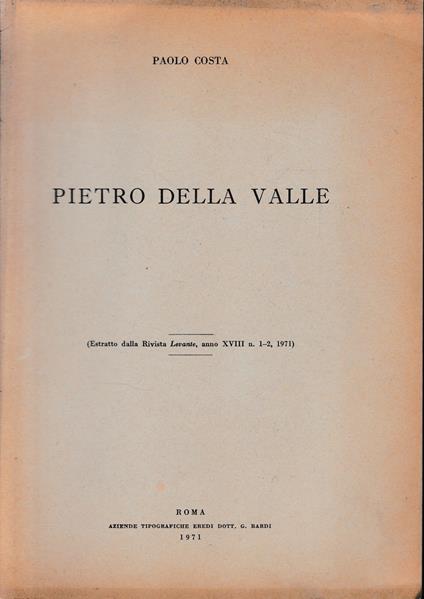 PAOLO COSTA
PIETRO DELLA VALLE
(Estratto dalla Rivista Levante, anno XVIII n. 1-2, 1971)
ROMA
AZIENDE TIPOGRAFICHE EREDI DOTT. G. BARDI
1971